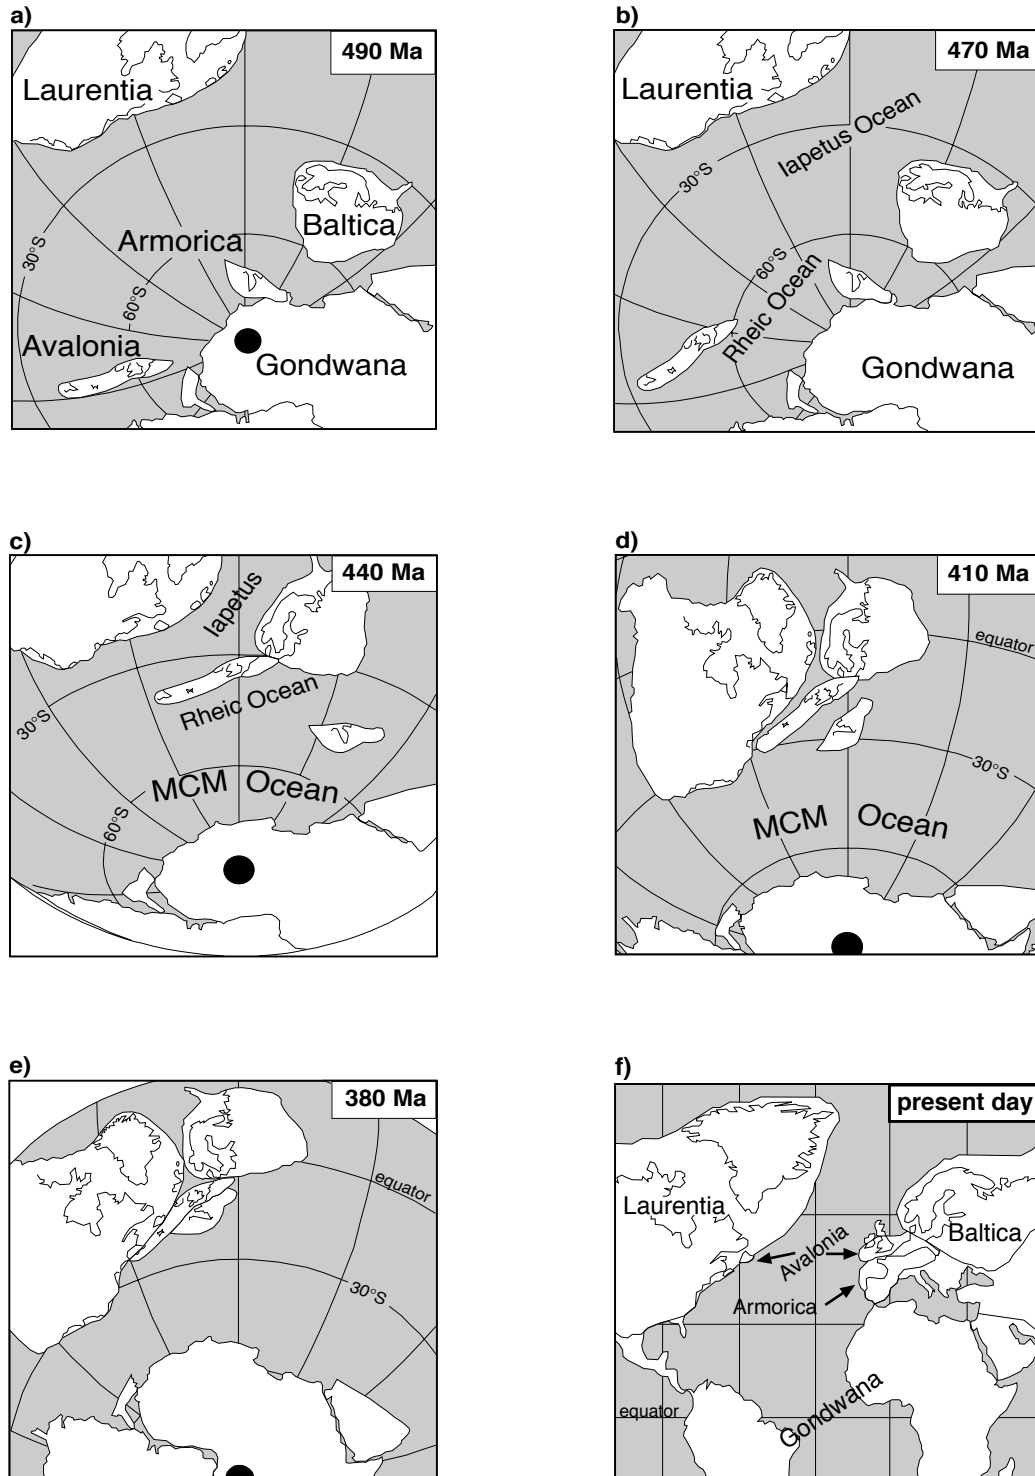 a)
490 Ma
Laurentia
Baltica
Armorica
30°S
60°S
Avalonia
Gondwana
b)
470 Ma
Laurentia
Iapetus Ocean
30°S
60°S
Rheic Ocean
Gondwana
c)
440 Ma
Iapetus
Rheic Ocean
30°S
MCM Ocean
60°S
d)
410 Ma
equator
30°S
MCM Ocean
e)
380 Ma
equator
30°S
f)
present day
Laurentia
Baltica
Avalonia
Armorica
Gondwana
equator